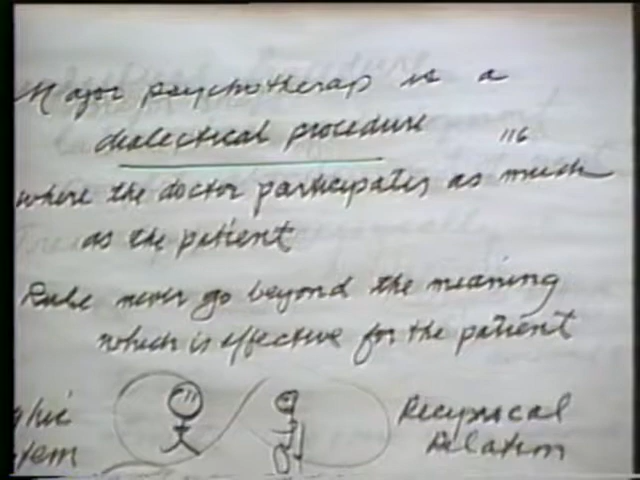 Major psychotherap is a
dialectical procedure 116
where the doctor participates as much
as the patient
Rule never go beyond the meaning
which is effective for the patient
Reciprocal
Relation